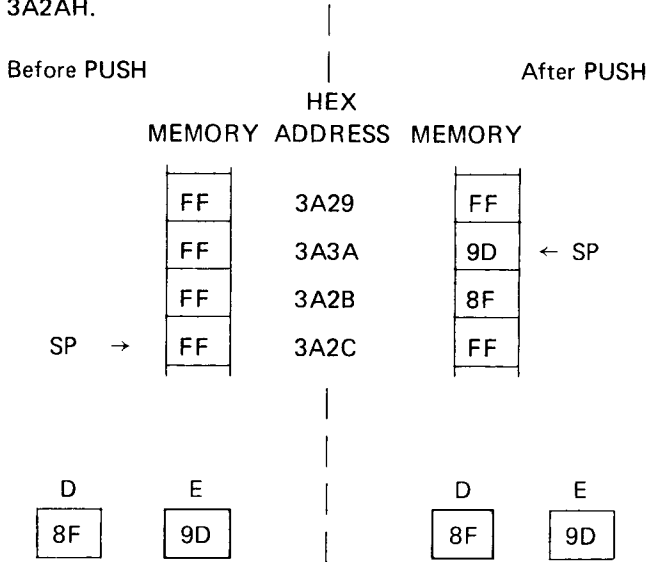 3A2AH.
Before PUSH After PUSH
HEX
MEMORY ADDRESS MEMORY
FF 3A29 FF
FF 3A3A 9D ← SP
FF 3A2B 8F
SP → FF 3A2C FF
D E D E
8F 9D 8F 9D